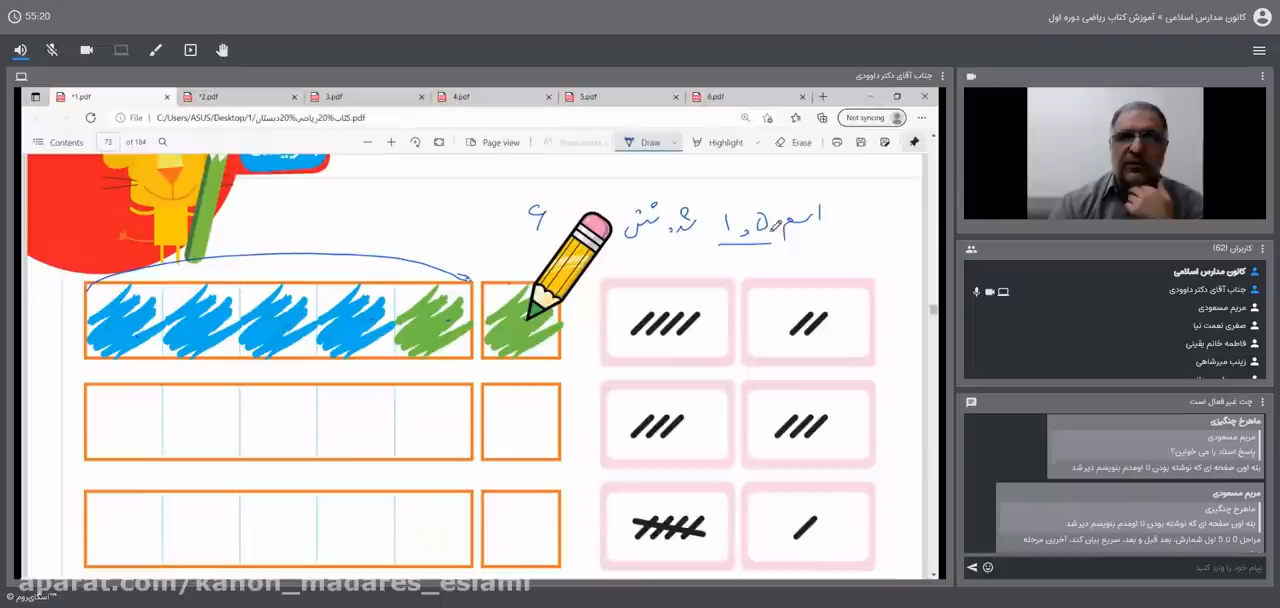 55:20
کانون مدارس اسلامی » آموزش کتاب ریاضی دوره اول
جناب آقای دکتر داوودی
*1.pdf
*2.pdf
3.pdf
4.pdf
5.pdf
6.pdf
File
C:/Users/ASUS/Desktop/1/کتاب%20ریاضی%20دبستان.pdf
Not syncing
Contents
73
of 184
Page view
Draw
Highlight
Erase
اسم 5 و 1 شد، شش 6
کاربران (62)
کانون مدارس اسلامی
جناب آقای دکتر داوودی
مریم مسعودی
صغری نعمت نیا
فاطمه خانم یقینی
زینب میرشاهی
چت غیر فعال است
ماهرخ چنگیزی
مریم مسعودی
پاسخ استاد را می خواین؟
بله اون صفحه ای که نوشته بودن تا اومدم بنویسم دیر شد
مریم مسعودی
ماهرخ چنگیزی
بله اون صفحه ای که نوشته بودن تا اومدم بنویسم دیر شد
مراحل 0 تا 5 اول شمارش، بعد قبل و بعد، سریع بیان کند، آخرین مرحله
پیام خود را وارد کنید
aparat.com/kanon_madares_eslami
© اسکای‌روم™